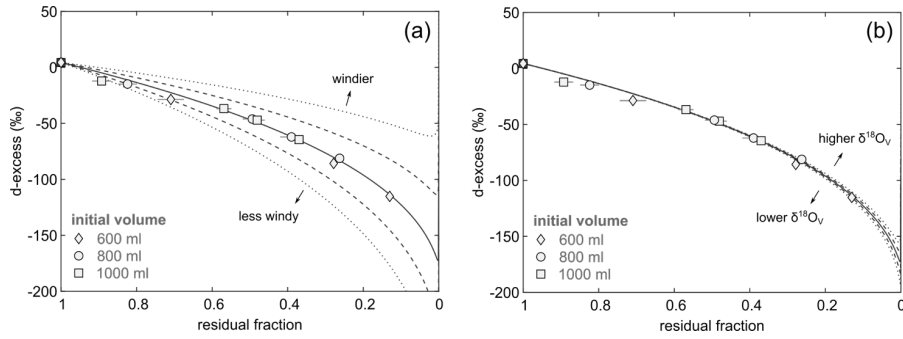 (a)
50
0
-50
-100
-150
-200
d-excess (‰)
windier
less windy
initial volume
600 ml
800 ml
1000 ml
1
0.8
0.6
0.4
0.2
0
residual fraction
(b)
50
0
-50
-100
-150
-200
d-excess (‰)
higher δ¹⁸Oᵥ
lower δ¹⁸Oᵥ
initial volume
600 ml
800 ml
1000 ml
1
0.8
0.6
0.4
0.2
0
residual fraction